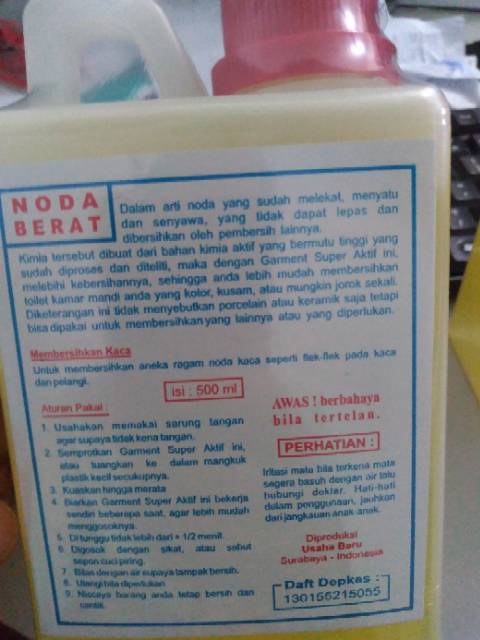 NODA
BERAT
Dalam arti noda yang sudah melekat, menyatu
dan senyawa, yang tidak dapat lepas dan
dibersihkan oleh pembersih lainnya.
Kimia tersebut dibuat dari bahan kimia aktif yang bermutu tinggi yang
sudah diproses dan diteliti, maka dengan Garment Super Aktif ini,
melebihi kebersihannya, sehingga anda lebih mudah membersihkan
toilet kamar mandi anda yang kolor, kusam, atau mungkin jorok sekali.
Diketerangan ini tidak menyebutkan porcelain atau keramik saja tetapi
bisa dipakai untuk membersihkan yang lainnya atau yang diperlukan.
Membersihkan Kaca
Untuk membersihkan aneka ragam noda kaca seperti flek-flek pada kaca
dan pelangi.
isi : 500 ml
Aturan Pakai :
1. Usahakan memakai sarung tangan
agar supaya tidak kena tangan.
2. Semprotkan Garment Super Aktif ini,
atau tuangkan ke dalam mangkuk
plastik kecil secukupnya.
3. Kuaskan hingga merata
4. Biarkan Garment Super Aktif ini bekerja
sendiri beberapa saat, agar lebih mudah
menggosoknya.
5. Di tunggu tidak lebih dari + 1/2 menit.
6. Digosok dengan sikat, atau sabut
sepon cuci piring.
7. Bilas dengan air supaya tampak bersih.
8. Ulangi bila diperlukan
9. Niscaya barang anda tetap bersih dan
cantik.
AWAS ! berbahaya
bila tertelan.
PERHATIAN :
Iritasi mata bila terkena mata
segera basuh dengan air lalu
hubungi dokter. Hati-hati
dalam penggunaan, jauhkan
dari jangkauan anak-anak.
Diproduksi
Usaha Baru
Surabaya - Indonesia
Daft Depkes :
130155215055